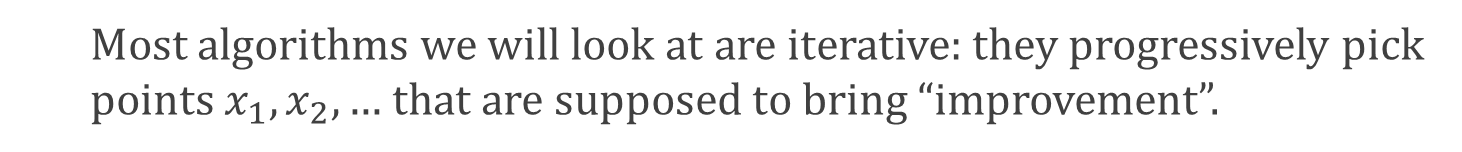 Most algorithms we will look at are iterative: they progressively pick
points x₁, x₂, … that are supposed to bring “improvement”.